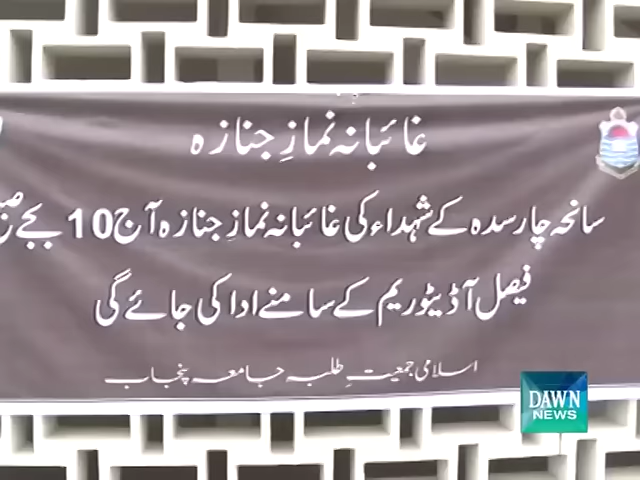 غائبانہ نمازِ جنازہ
سانحہ چارسدہ کے شہداء کی غائبانہ نمازِ جنازہ آج 10 بجے صبح
فیصل آڈیٹوریم کے سامنے ادا کی جائے گی
اسلامی جمعیتِ طلبہ جامعہ پنجاب
DAWN
NEWS